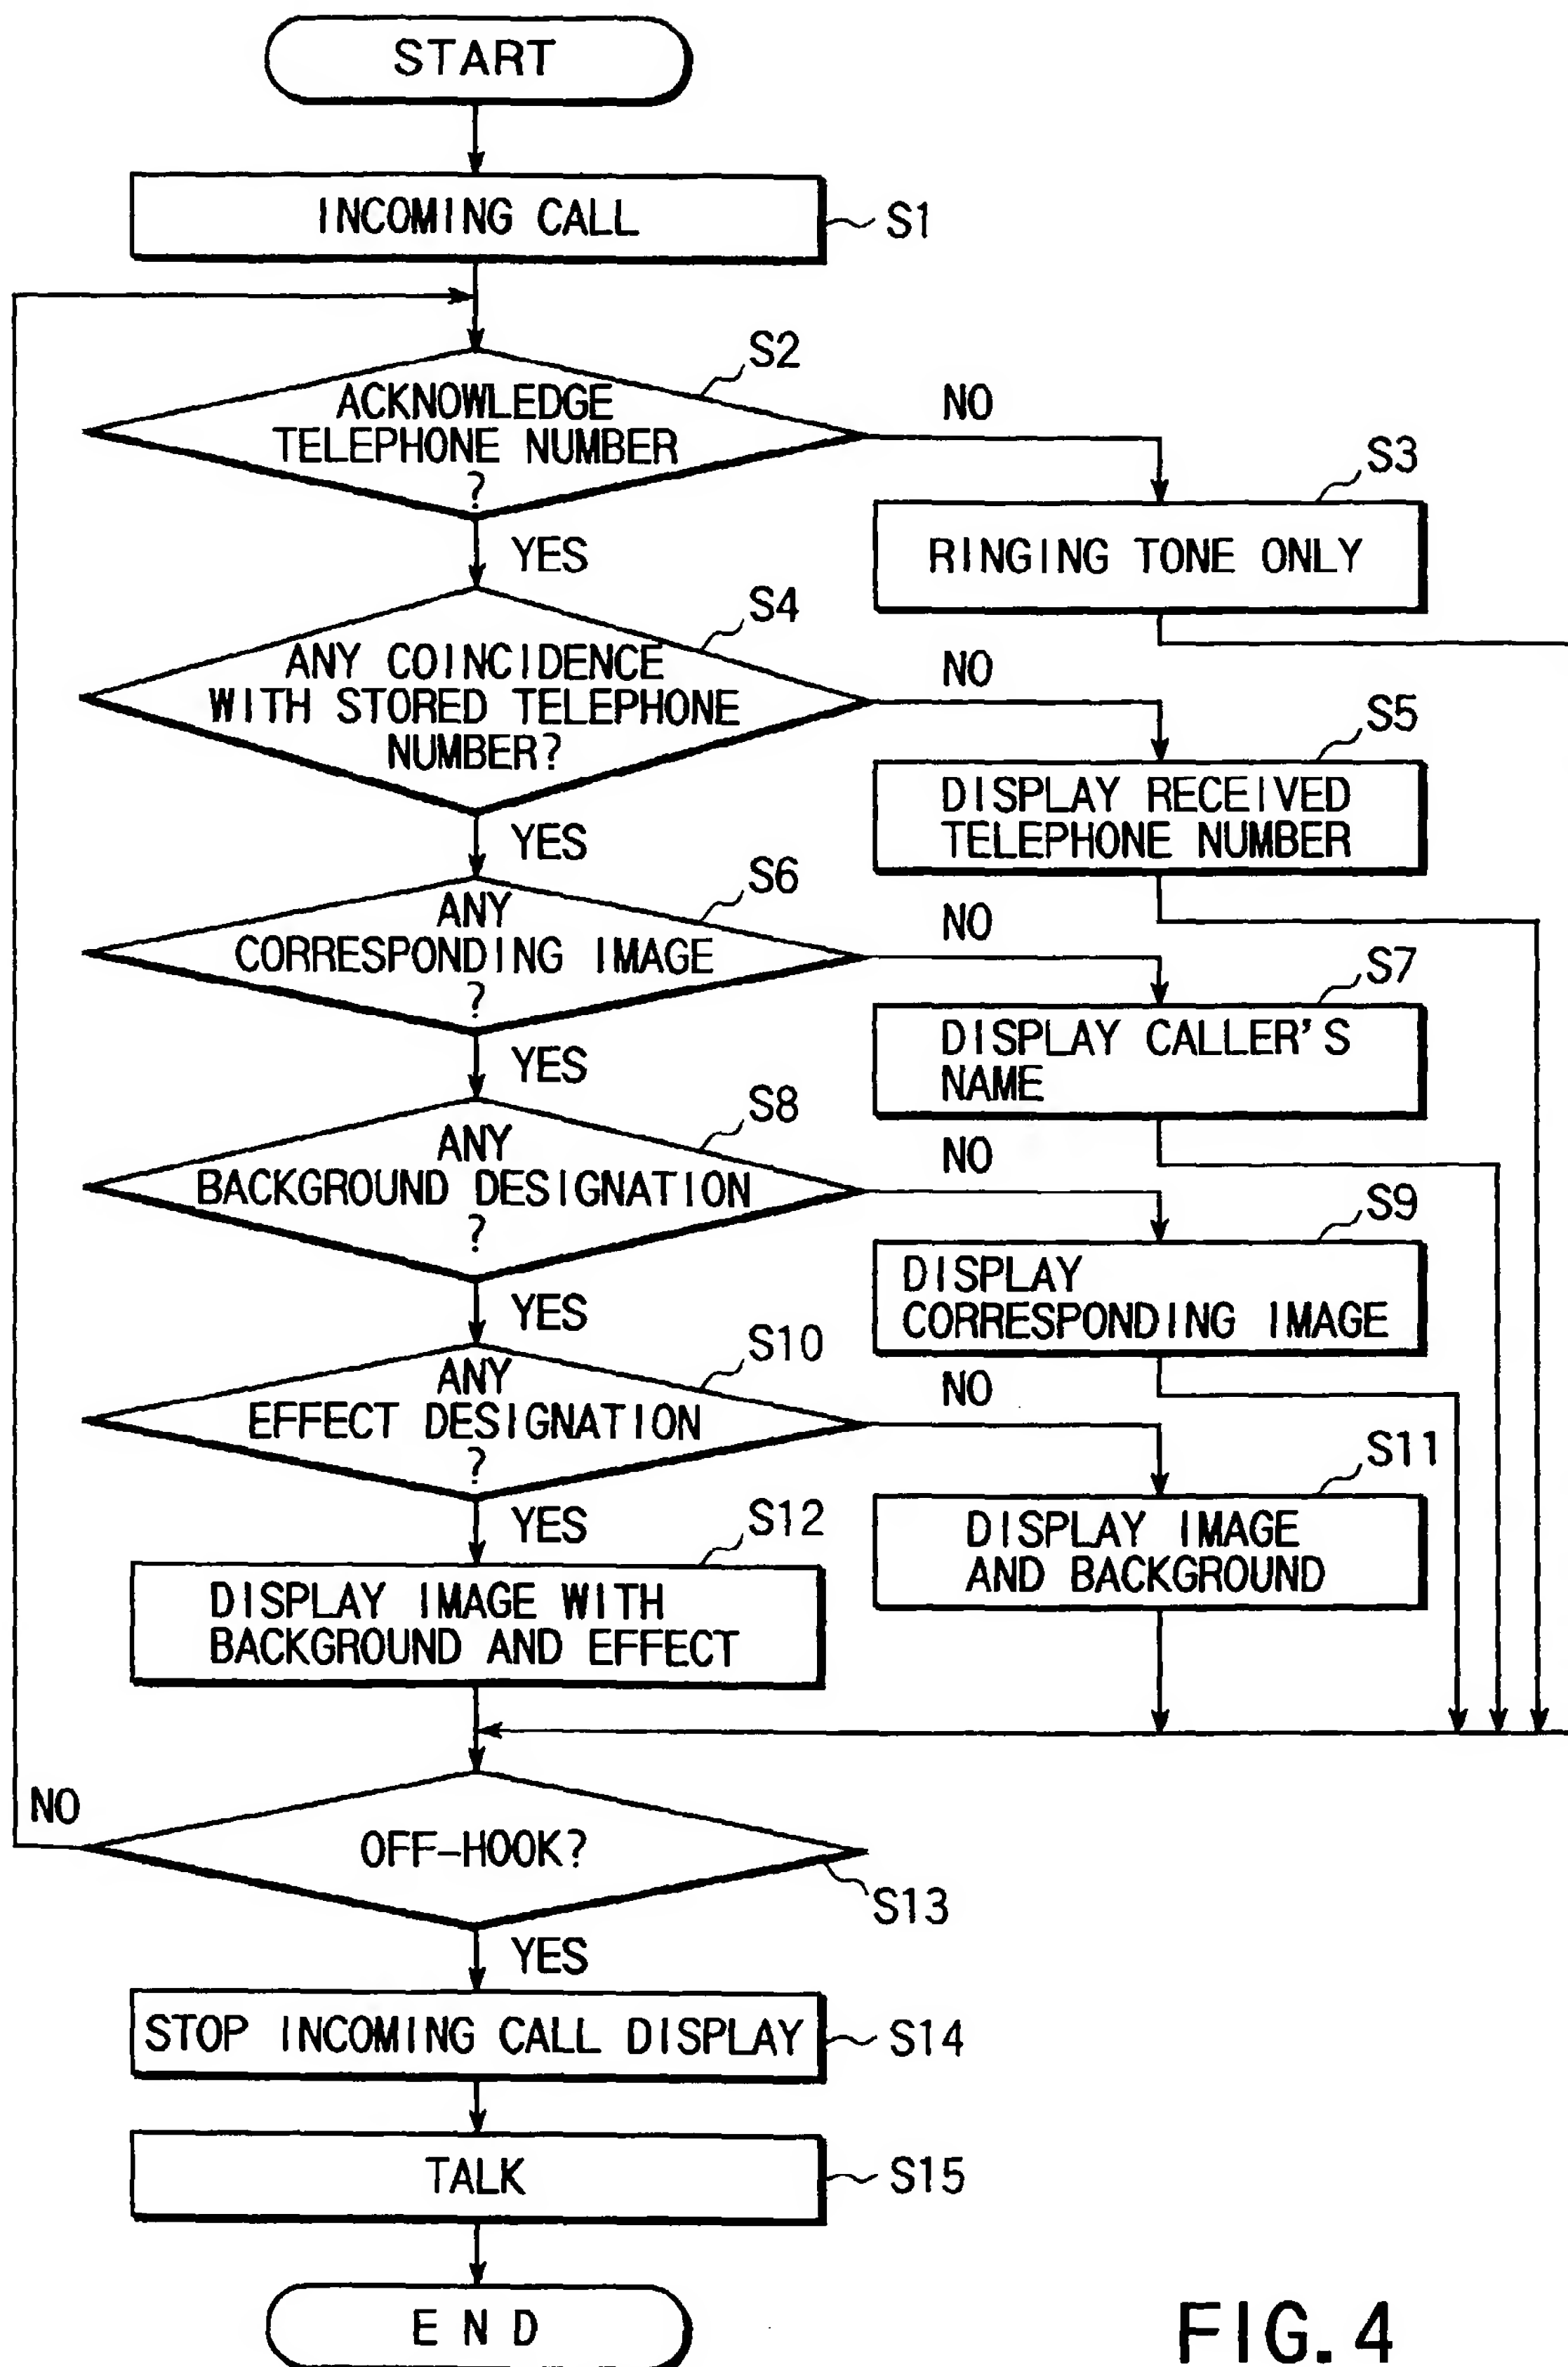 START
INCOMING CALL
S1
S2
ACKNOWLEDGE
TELEPHONE NUMBER
?
NO
YES
S3
RINGING TONE ONLY
S4
ANY COINCIDENCE
WITH STORED TELEPHONE
NUMBER?
NO
YES
S5
DISPLAY RECEIVED
TELEPHONE NUMBER
S6
ANY
CORRESPONDING IMAGE
?
NO
YES
S7
DISPLAY CALLER'S
NAME
S8
ANY
BACKGROUND DESIGNATION
?
NO
YES
S9
DISPLAY
CORRESPONDING IMAGE
S10
ANY
EFFECT DESIGNATION
?
NO
YES
S11
DISPLAY IMAGE
AND BACKGROUND
S12
DISPLAY IMAGE WITH
BACKGROUND AND EFFECT
NO
OFF-HOOK?
S13
YES
STOP INCOMING CALL DISPLAY
S14
TALK
S15
END
FIG. 4